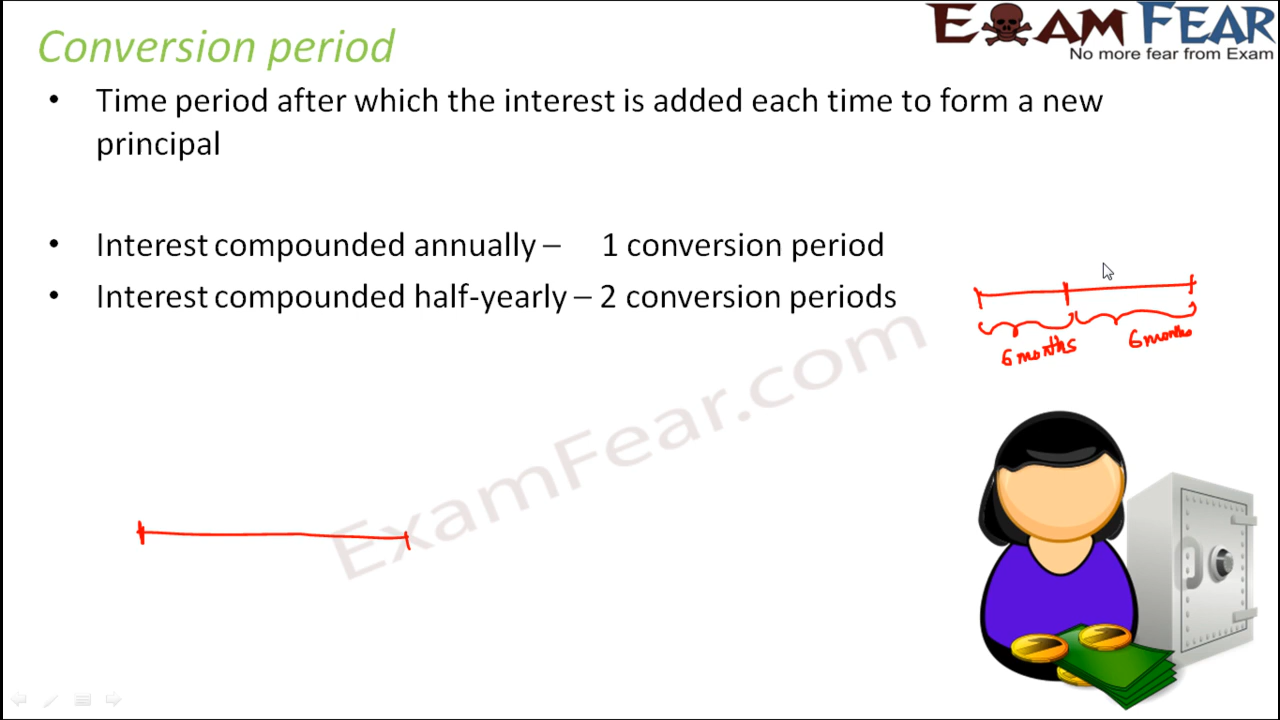 Conversion period
EXAM FEAR
No more fear from Exam
• Time period after which the interest is added each time to form a new
principal
• Interest compounded annually – 1 conversion period
• Interest compounded half-yearly – 2 conversion periods
6 months 6 months
ExamFear.com